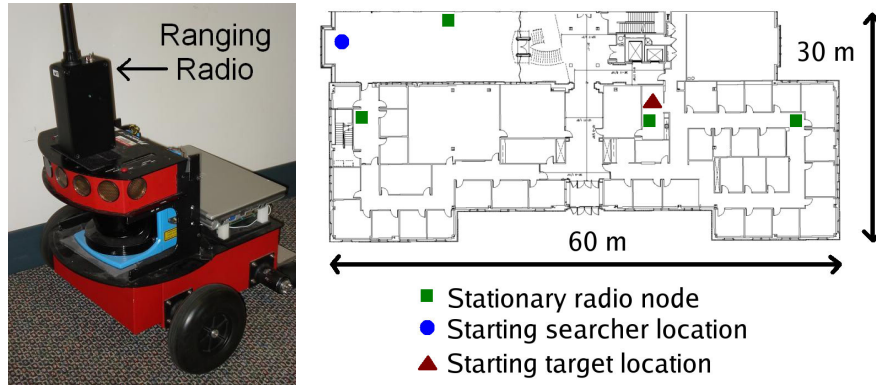 Ranging
Radio
30 m
60 m
Stationary radio node
Starting searcher location
Starting target location